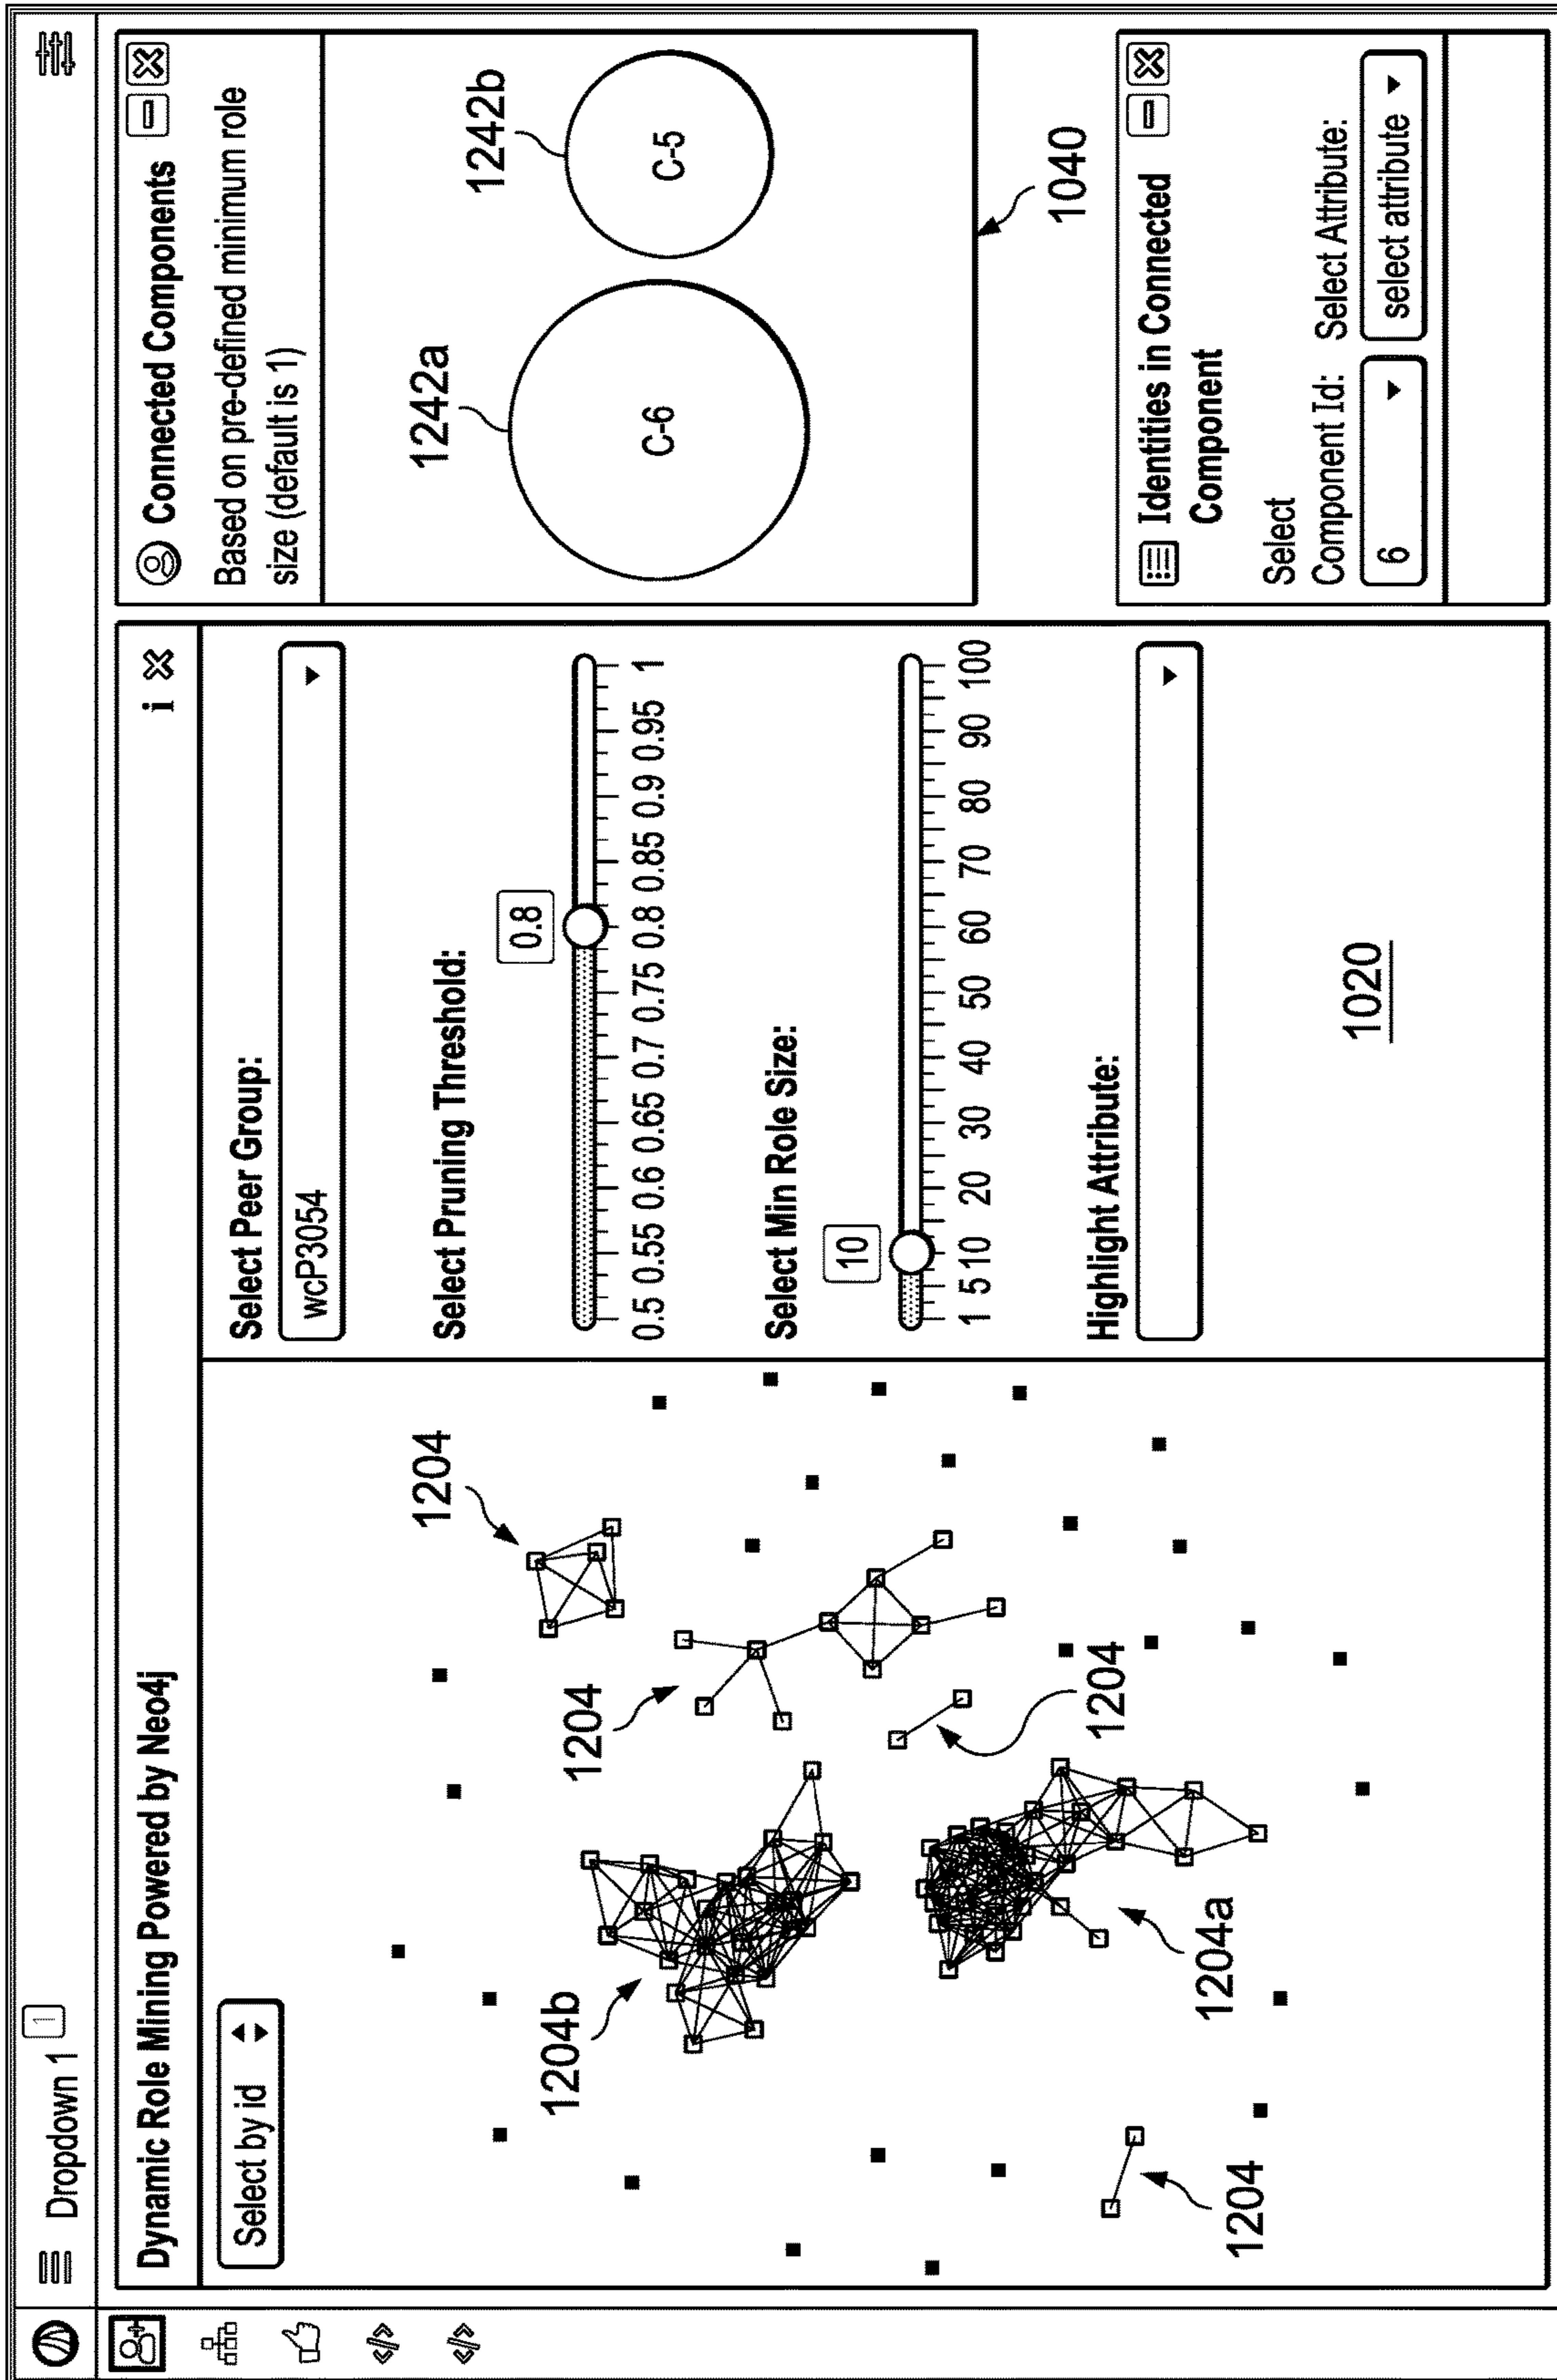 Dropdown 1 1
Dynamic Role Mining Powered by Neo4j
i
Select by id
1204b
1204
1204
1204
1204a
1204
Select Peer Group:
wcP3054
Select Pruning Threshold:
0.8
0.5 0.55 0.6 0.65 0.7 0.75 0.8 0.85 0.9 0.95 1
Select Min Role Size:
10
1 5 10 20 30 40 50 60 70 80 90 100
Highlight Attribute:
1020
Connected Components
Based on pre-defined minimum role
size (default is 1)
1242a
1242b
C-6
C-5
1040
Identities in Connected
Component
Select
Component Id: Select Attribute:
6 select attribute